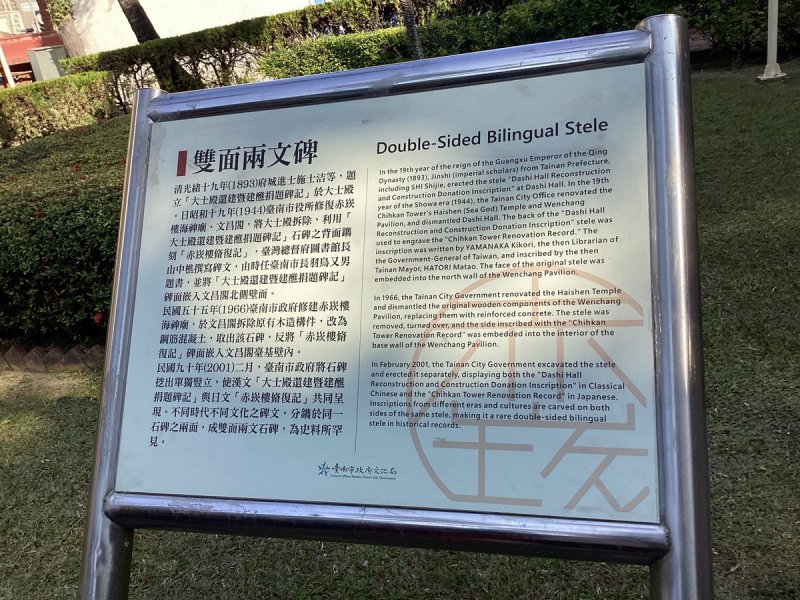 雙面兩文碑
清光緒十九年(1893)府城進士施士洁等，題
立「大士殿還建暨建醮捐題碑記」於大士殿
。日昭和十九年(1944)臺南市役所修復赤崁
樓海神廟、文昌閣，將大士殿拆除，利用「
大士殿還建暨建醮捐題碑記」石碑之背面鐫
刻「赤崁樓脩復記」，臺灣總督府圖書館長
山中樵撰寫碑文，由時任臺南市長羽鳥又男
題書，並將「大士殿還建暨建醮捐題碑記」
碑面嵌入文昌閣北側壁面。
民國五十五年(1966)臺南市政府修建赤崁樓
海神廟，於文昌閣拆除原有木造構件，改為
鋼筋混凝土，取出該石碑，反將「赤崁樓脩
復記」碑面嵌入文昌閣臺基壁內。
民國九十年(2001)二月，臺南市政府將石碑
挖出單獨豎立，使漢文「大士殿還建暨建醮
捐題碑記」與日文「赤崁樓脩復記」共同呈
現。不同時代不同文化之碑文，分鐫於同一
石碑之兩面，成雙面兩文石碑，為史料所罕
見。
Double-Sided Bilingual Stele
In the 19th year of the reign of the Guangxu Emperor of the Qing
Dynasty (1893), Jinshi (imperial scholars) from Tainan Prefecture,
including SHI Shijie, erected the stele "Dashi Hall Reconstruction
and Construction Donation Inscription" at Dashi Hall. In the 19th
year of the Showa era (1944), the Tainan City Office renovated the
Chihkan Tower's Haishen (Sea God) Temple and Wenchang
Pavilion, and dismantled Dashi Hall. The back of the "Dashi Hall
Reconstruction and Construction Donation Inscription" stele was
used to engrave the "Chihkan Tower Renovation Record." The
inscription was written by YAMANAKA Kikori, the then Librarian of
the Government-General of Taiwan, and inscribed by the then
Tainan Mayor, HATORI Matao. The face of the original stele was
embedded into the north wall of the Wenchang Pavilion.
In 1966, the Tainan City Government renovated the Haishen Temple
and dismantled the original wooden components of the Wenchang
Pavilion, replacing them with reinforced concrete. The stele was
removed, turned over, and the side inscribed with the "Chihkan
Tower Renovation Record" was embedded into the interior of the
base wall of the Wenchang Pavilion.
In February 2001, the Tainan City Government excavated the stele
and erected it separately, displaying both the "Dashi Hall
Reconstruction and Construction Donation Inscription" in Classical
Chinese and the "Chihkan Tower Renovation Record" in Japanese.
Inscriptions from different eras and cultures are carved on both
sides of the same stele, making it a rare double-sided bilingual
stele in historical records.
臺南市政府文化局
Cultural Affairs Bureau, Tainan City Government